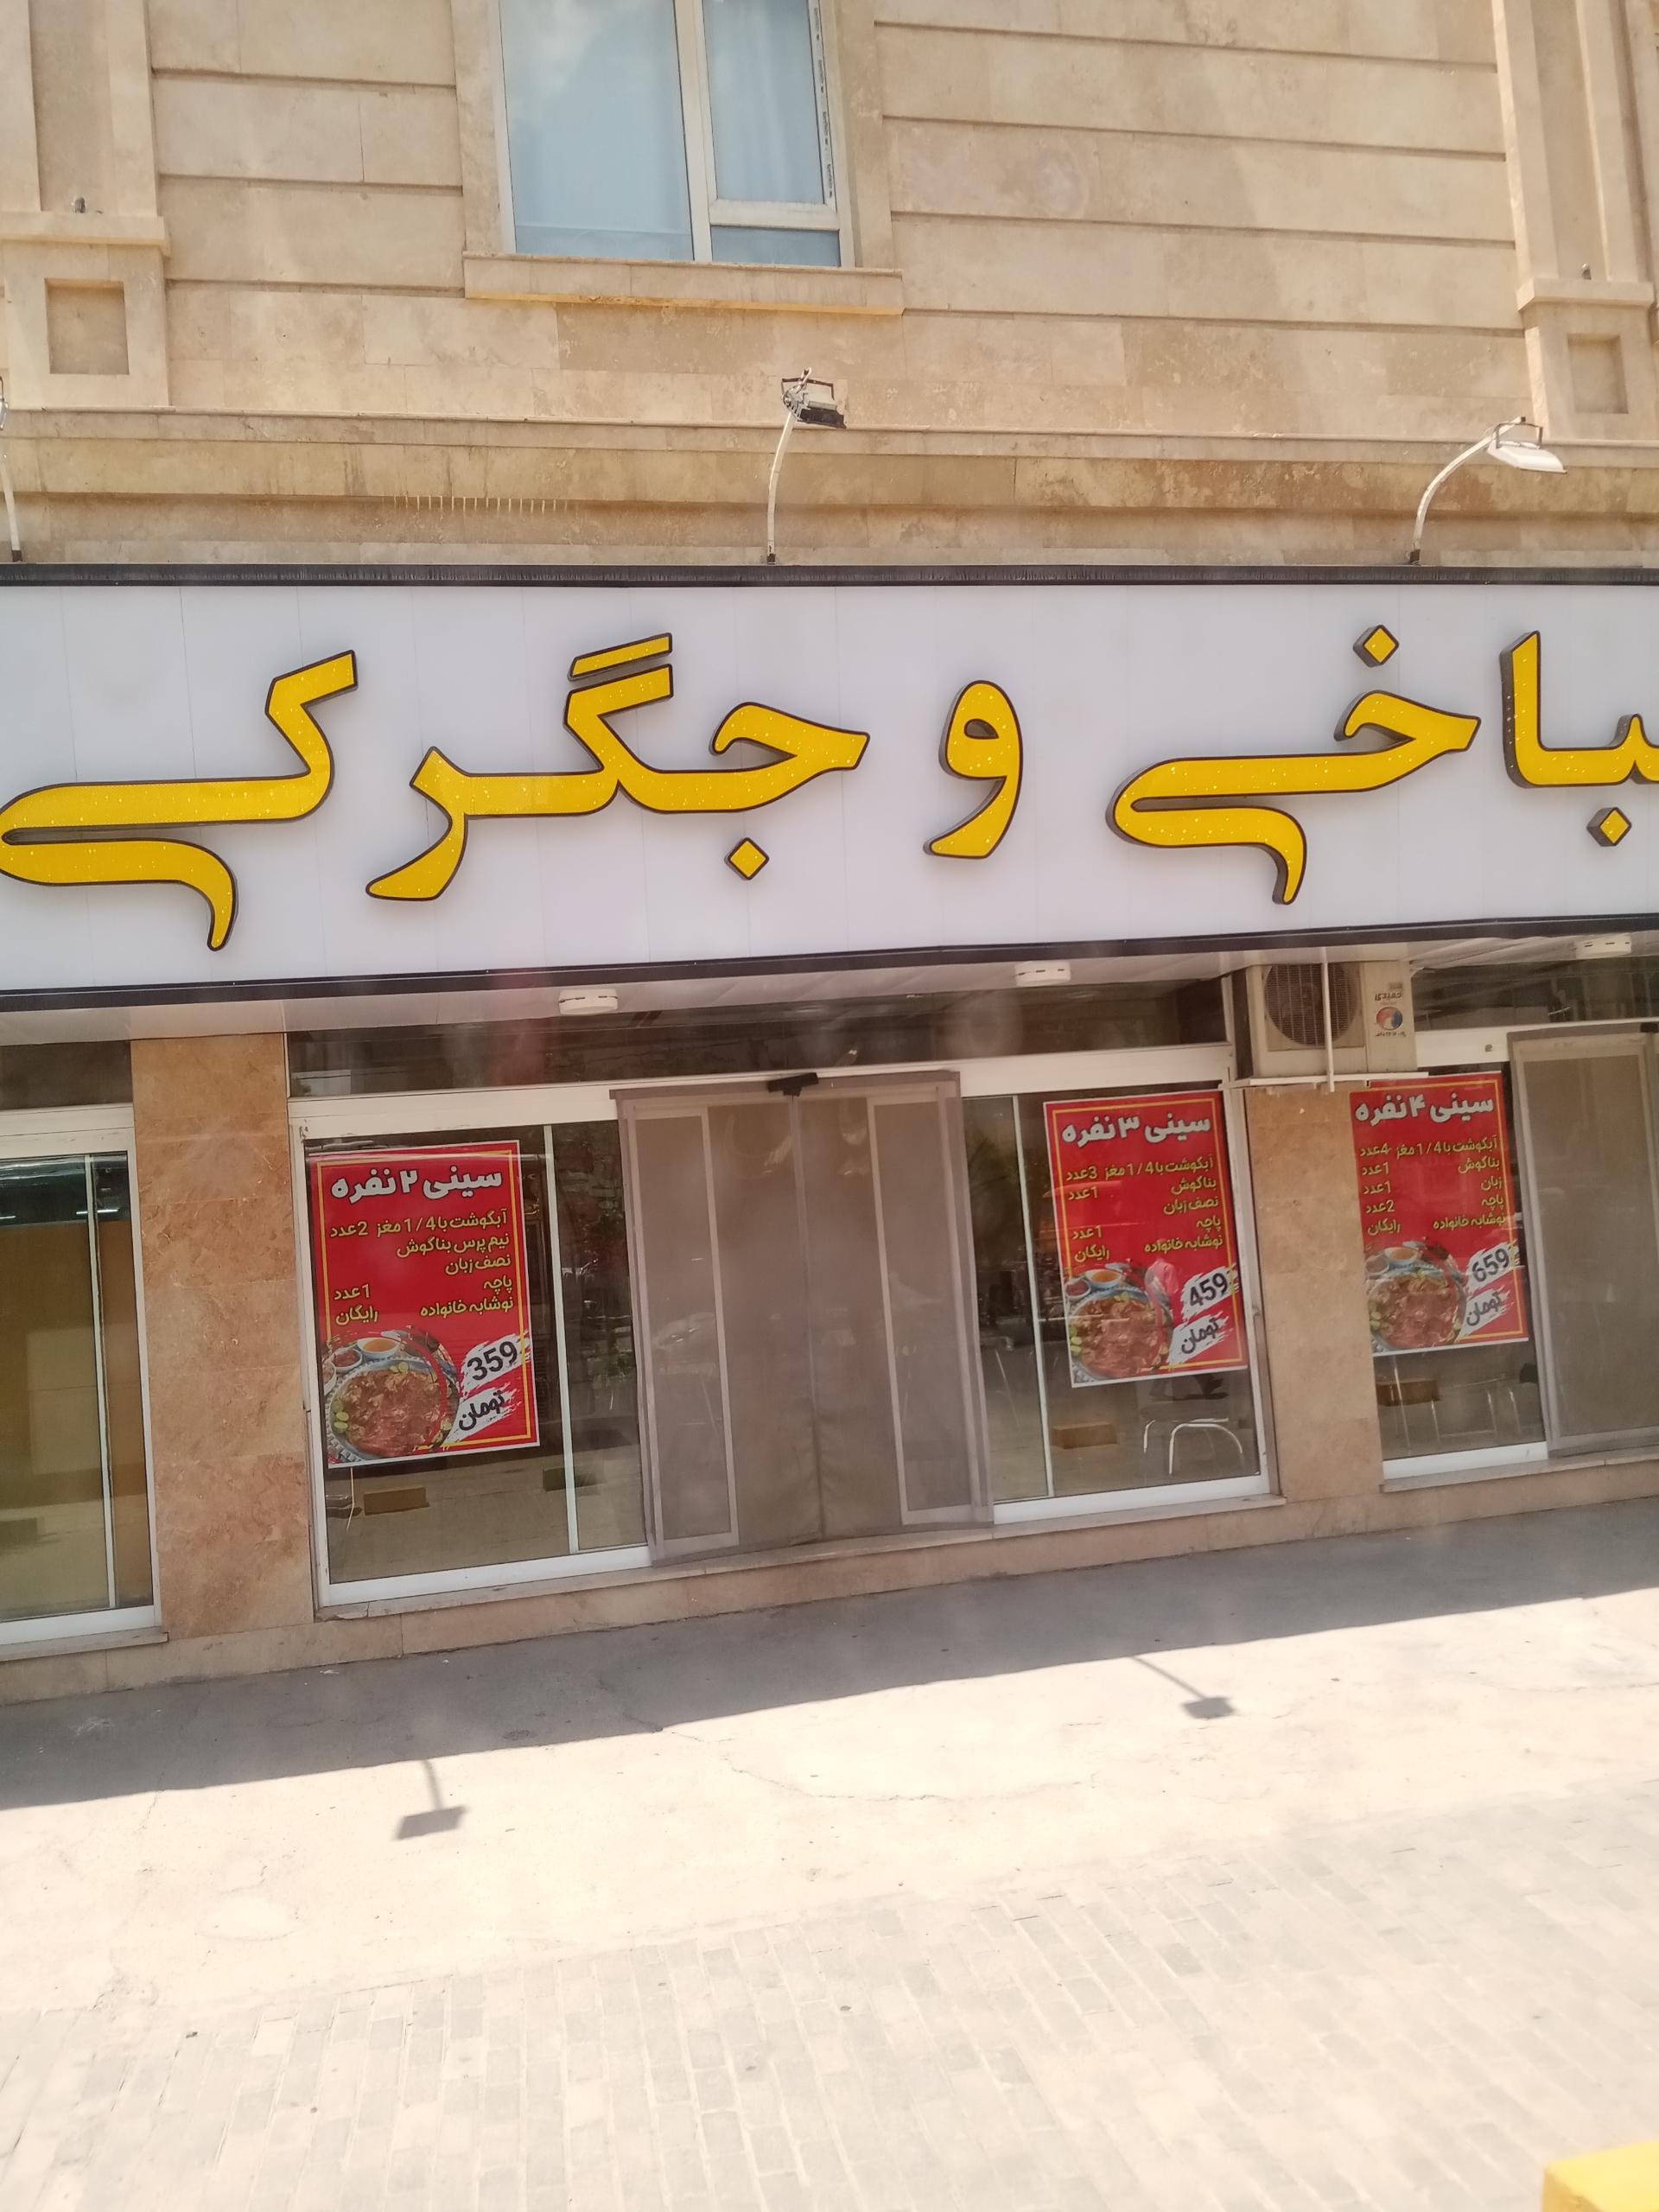 باخی و جگرکی
سینی ۲ نفره
آبگوشت با 1/4 مغز 2عدد
نیم پرس بناگوش
نصف زبان
پاچه 1عدد
نوشابه خانواده رایگان
359
تومان
سینی ۳ نفره
آبگوشت با 1/4 مغز 3عدد
بناگوش 1عدد
نصف زبان
پاچه 1عدد
نوشابه خانواده رایگان
459
تومان
سینی ۴ نفره
آبگوشت با 1/4 مغز 4عدد
بناگوش 1عدد
زبان 1عدد
پاچه 2عدد
نوشابه خانواده رایگان
659
تومان